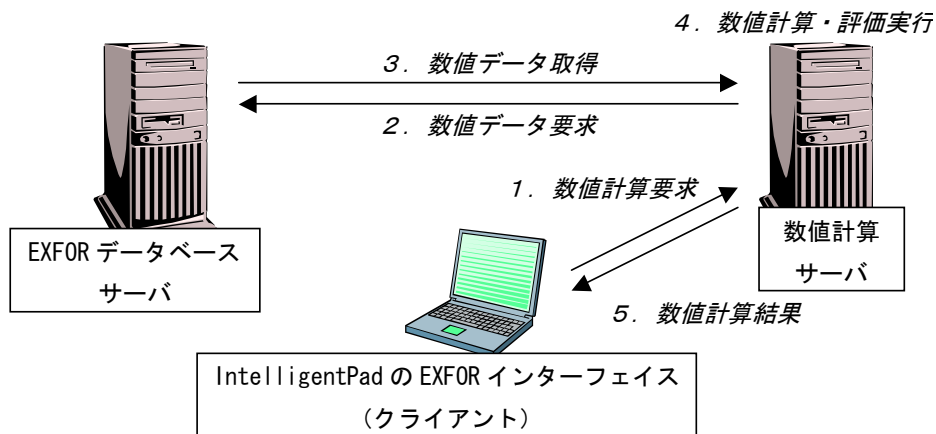 ４．数値計算・評価実行
３．数値データ取得
２．数値データ要求
１．数値計算要求
EXFOR データベース
サーバ
数値計算
サーバ
５．数値計算結果
IntelligentPad の EXFOR インターフェイス
（クライアント）